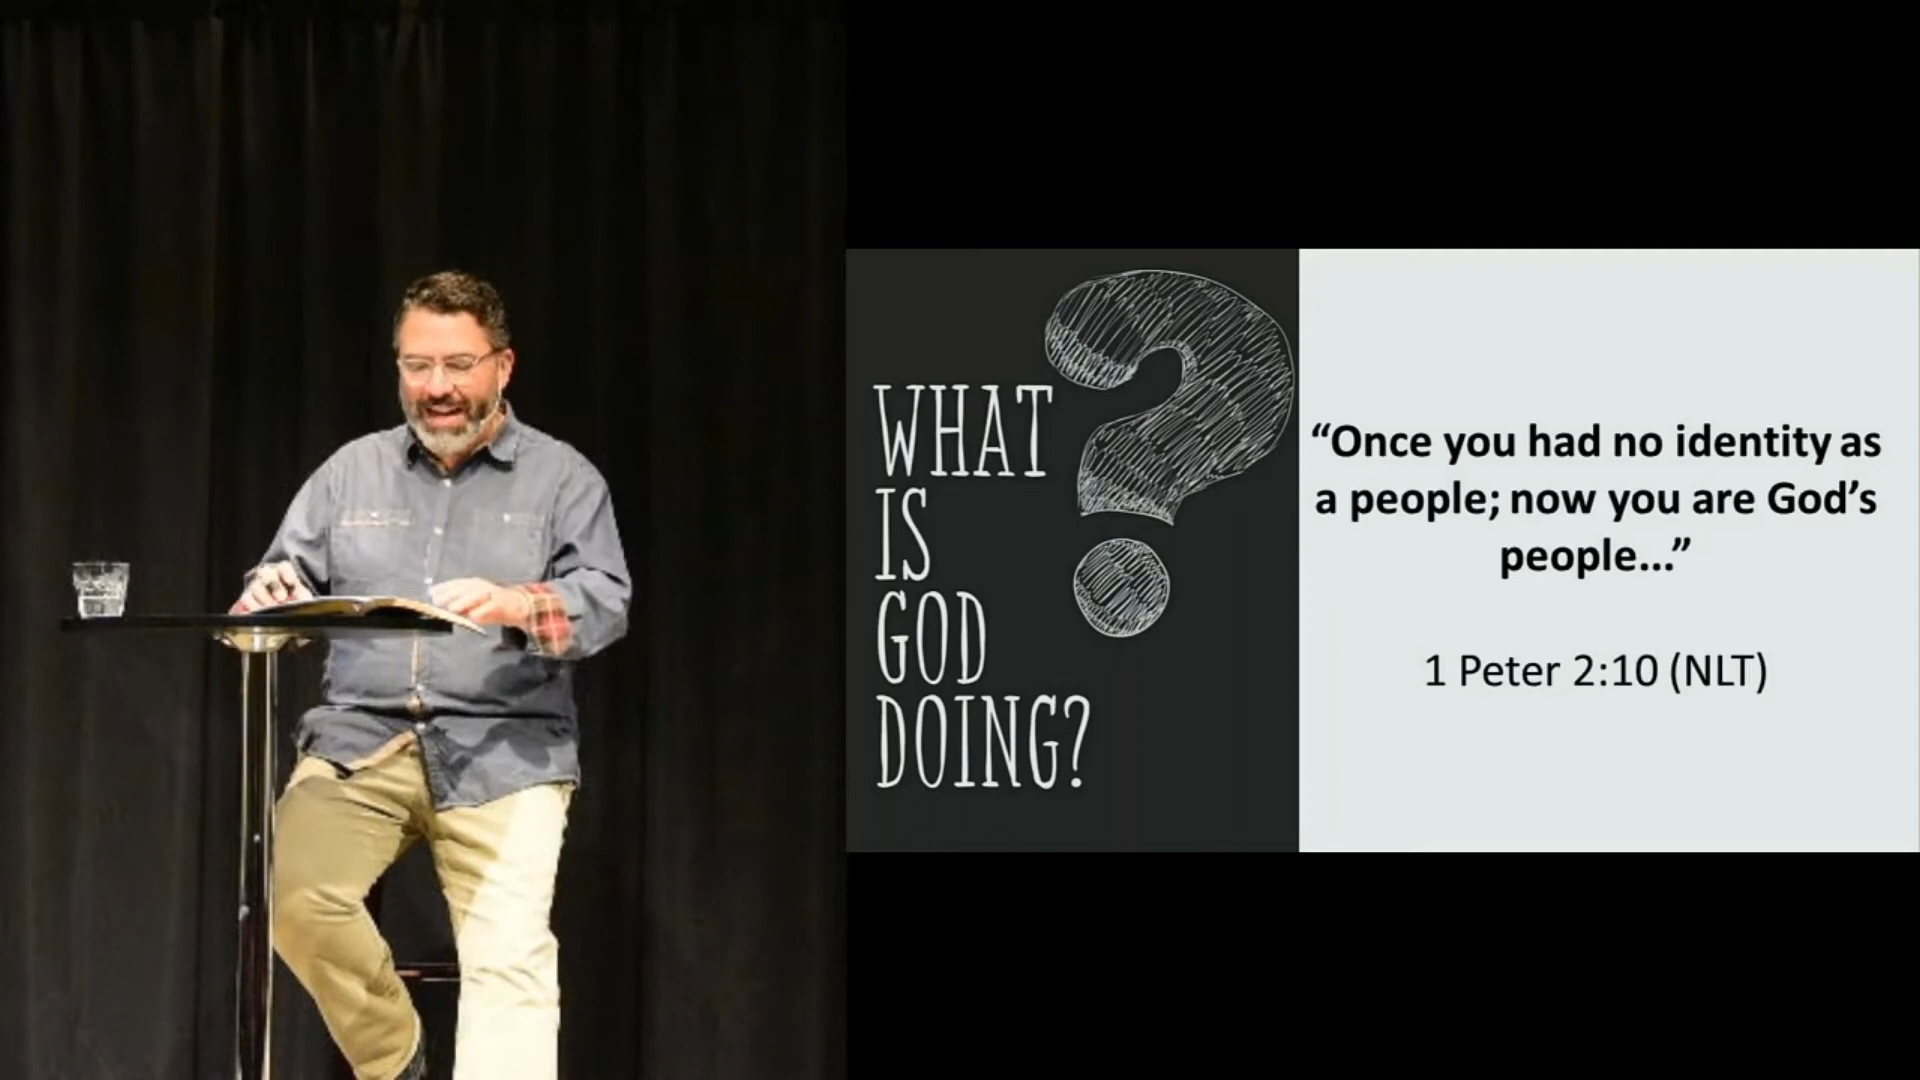 WHAT
IS
GOD
DOING?
“Once you had no identity as
a people; now you are God’s
people...”
1 Peter 2:10 (NLT)